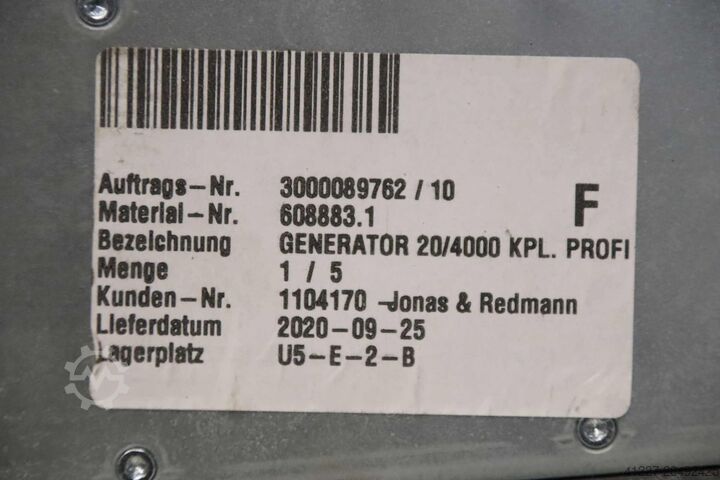 Auftrags-Nr. 3000089762 / 10
Material-Nr. 608883.1 F
Bezeichnung GENERATOR 20/4000 KPL. PROFI
Menge 1 / 5
Kunden-Nr. 1104170 -Jonas & Redmann
Lieferdatum 2020-09-25
Lagerplatz U5-E-2-B